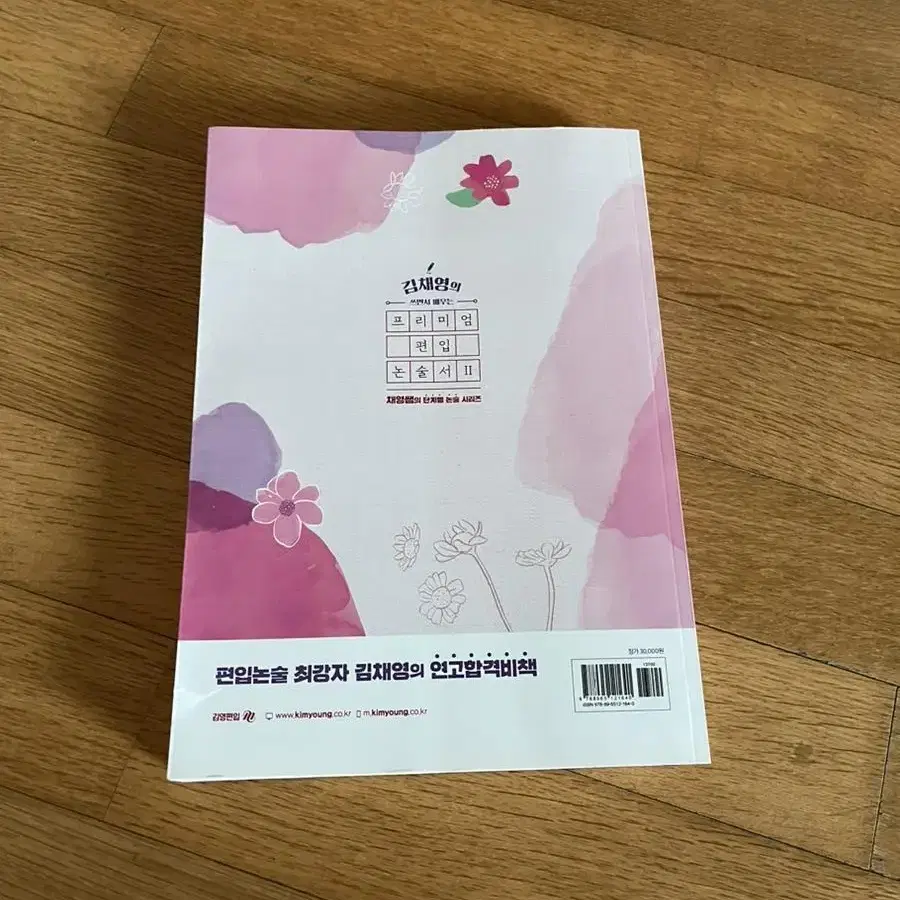 김채영의
쓰면서 배우는
프리미엄
편입
논술서 II
채영쌤의 단계별 논술 시리즈
정가 30,000원
편입논술 최강자 김채영의 연고합격비책
김영편입 www.kimyoung.co.kr m.kimyoung.co.kr